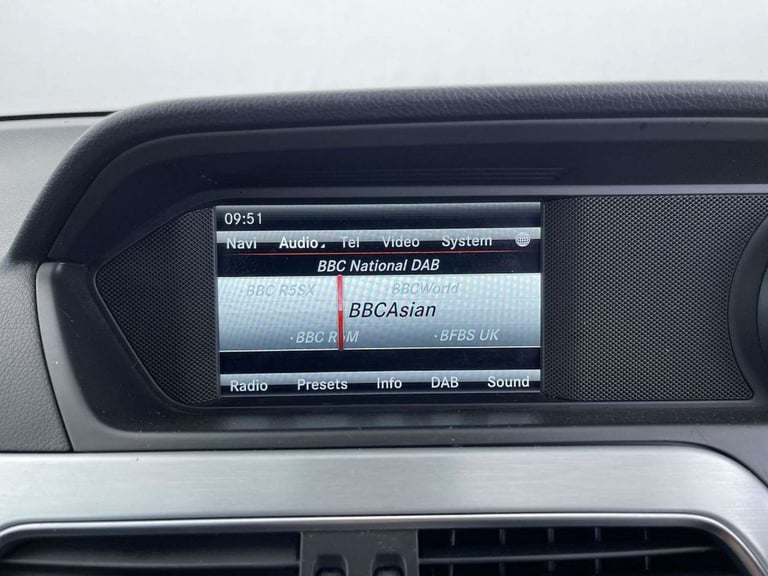 09:51
Navi Audio Tel Video System
BBC National DAB
BBC R5SX BBCWorld
BBCAsian
BBC R6M BFBS UK
Radio Presets Info DAB Sound